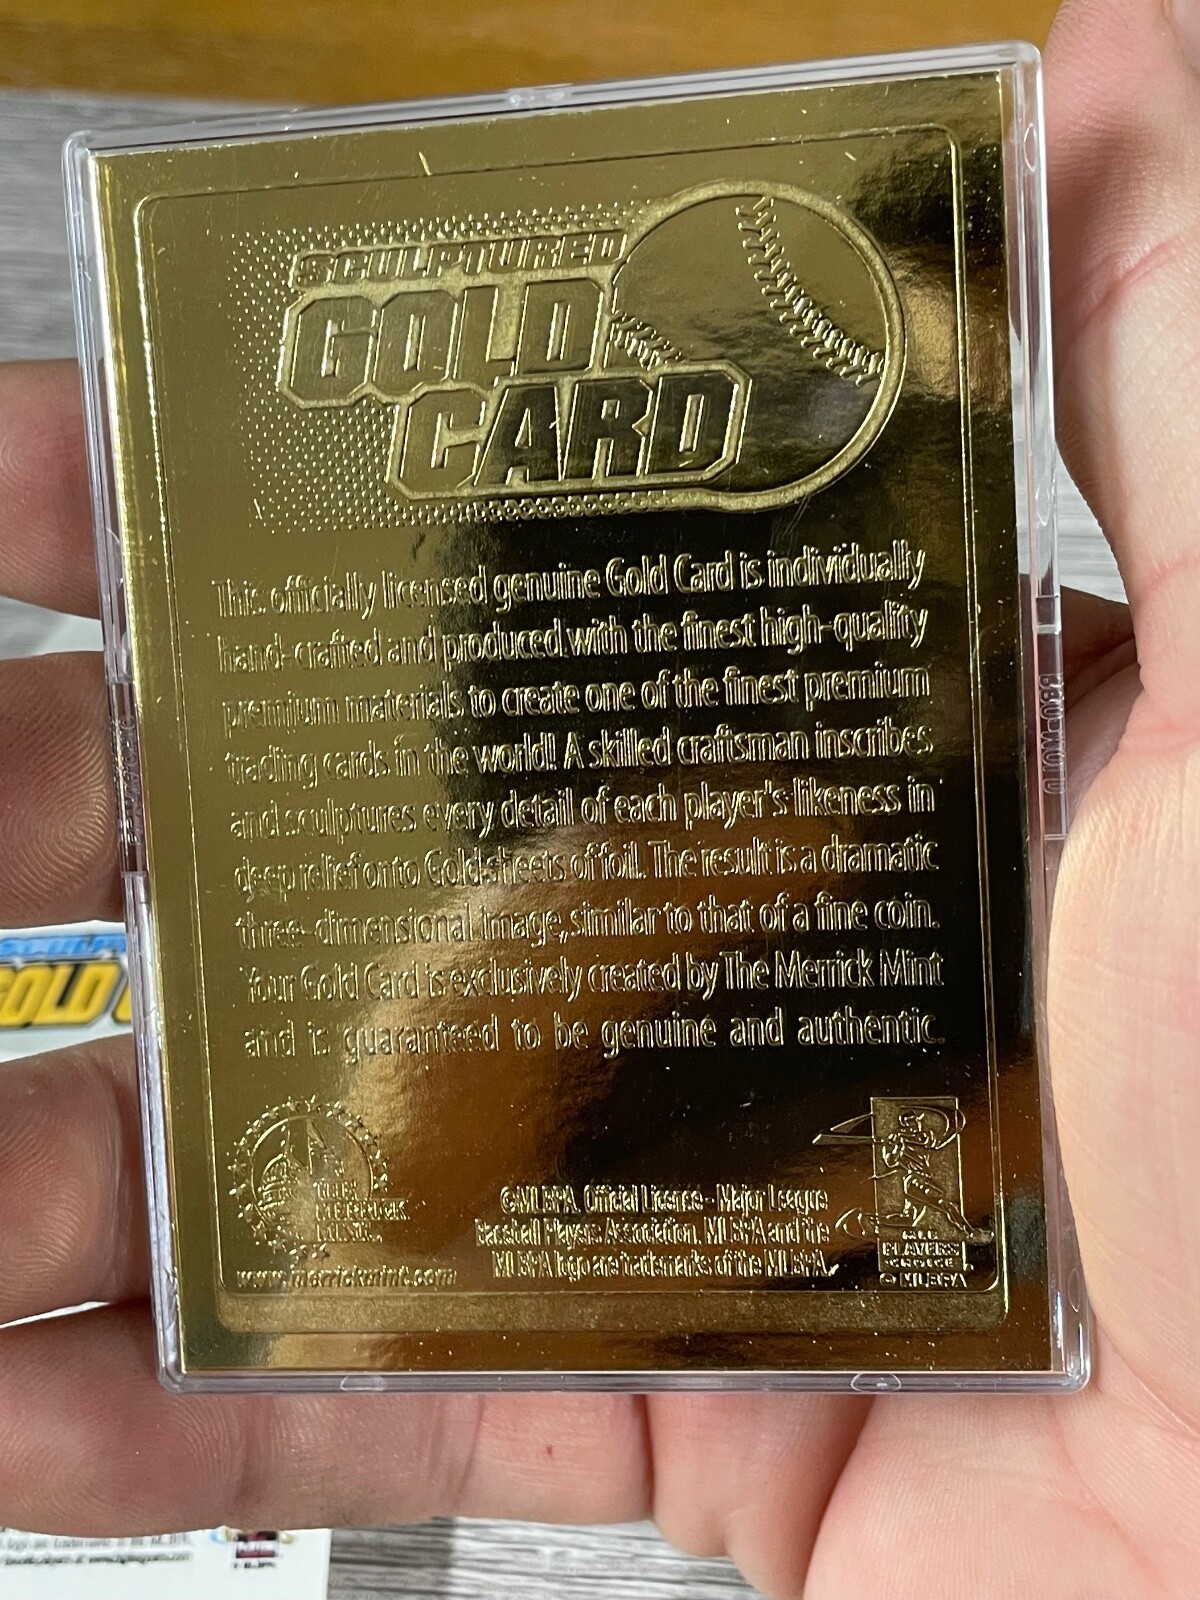 SCULPTURED
GOLD
CARD
This officially licensed genuine Gold Card is individually
hand-crafted and produced with the finest high-quality
premium materials to create one of the finest premium
trading cards in the world! A skilled craftsman inscribes
and sculptures every detail of each player's likeness in
deep relief onto Gold sheets of foil. The result is a dramatic
three-dimensional image, similar to that of a fine coin.
Your Gold Card is exclusively created by The Merrick Mint
and is guaranteed to be genuine and authentic.
THE
MERRICK
MINT
www.merrickmint.com
©MLBPA. Official Licence - Major League
Baseball Players Association. MLBPA and the
MLBPA logo are trademarks of the MLBPA.
MLB
PLAYERS
CHOICE
© MLBPA
GOLD